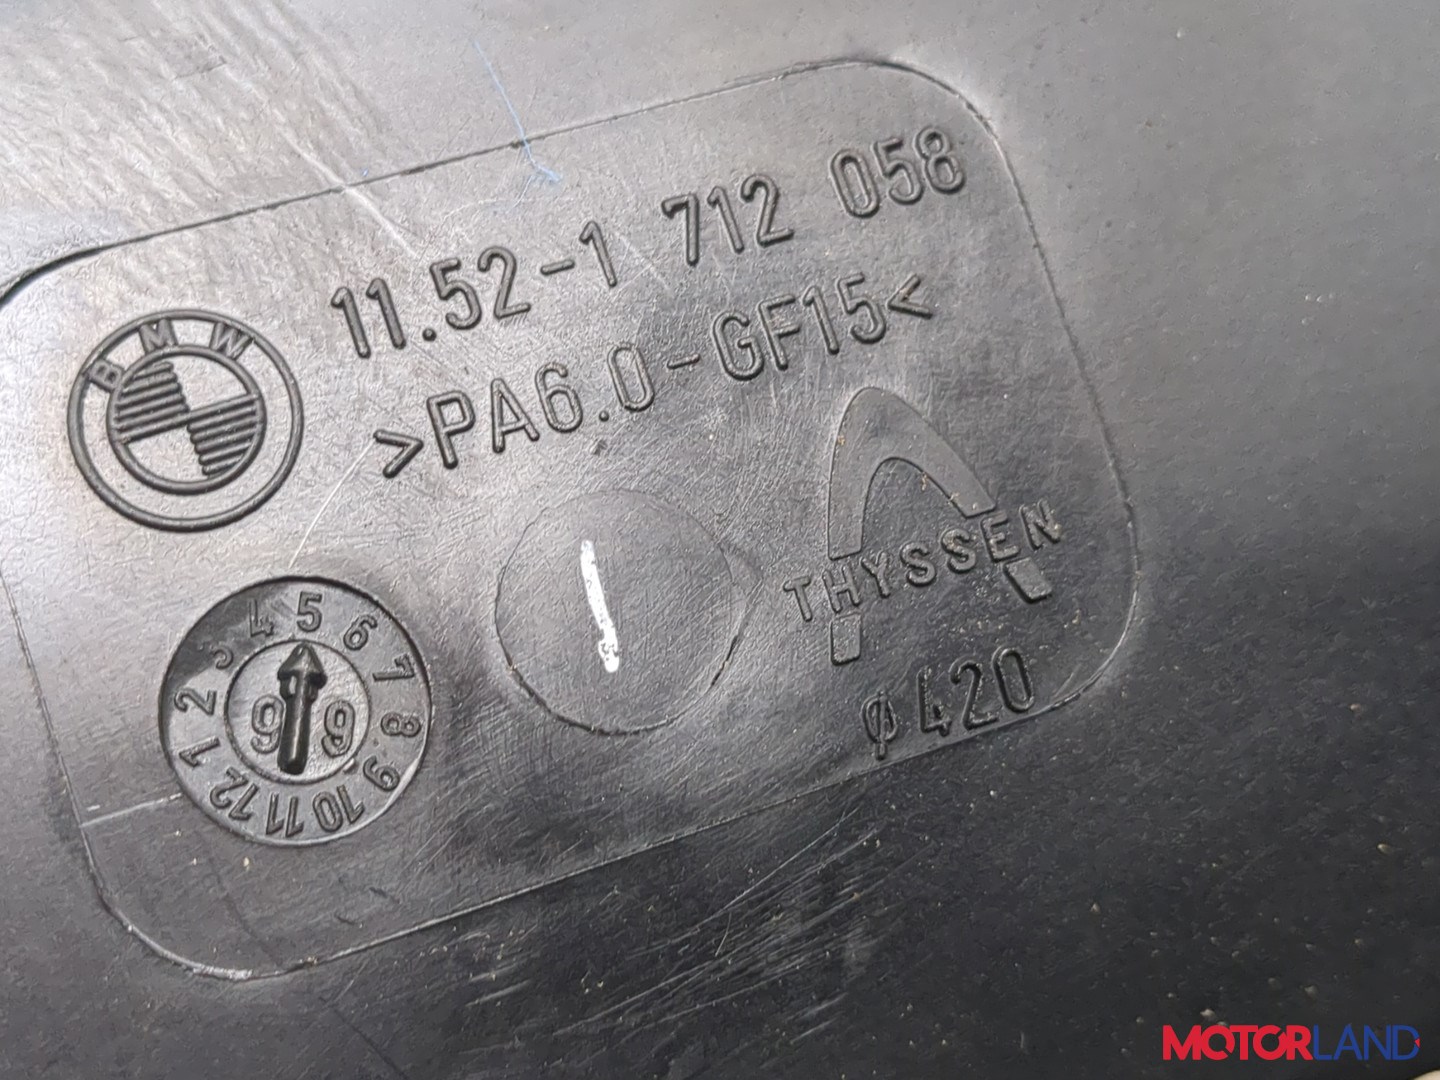 BMW
11.52-1 712 058
>PA6.0-GF15<
THYSSEN
ø420
1 2 3 4 5 6 7 8 9 10 11 12
9 9
MOTORLAND